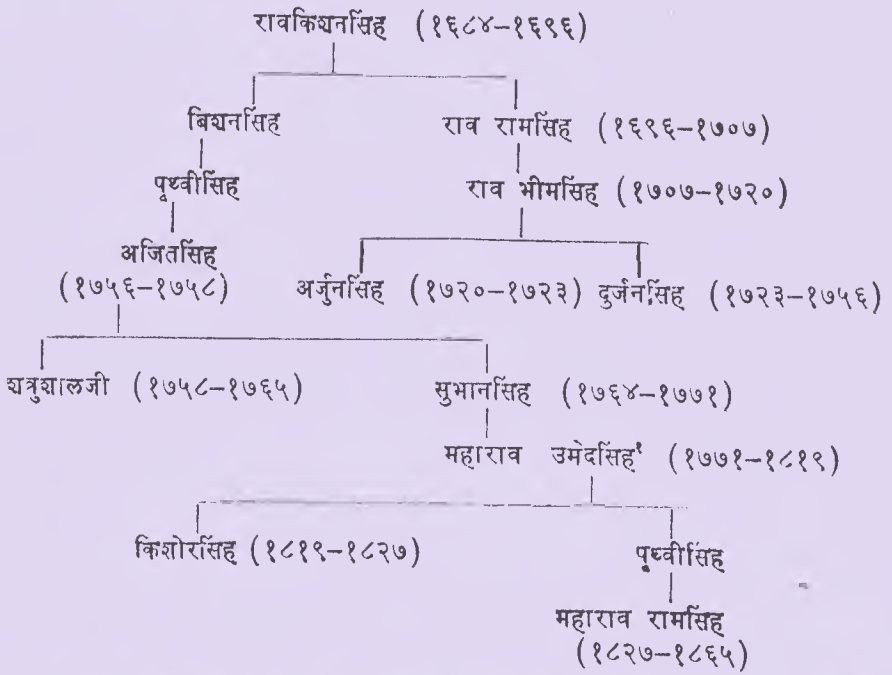 रावकिशनसिंह (१६८४-१६९६)
बिशनसिंह राव रामसिंह (१६९६-१७०७)
पृथ्वीसिंह राव भीमसिंह (१७०७-१७२०)
अजितसिंह
(१७५६-१७५८) अर्जुनसिंह (१७२०-१७२३) दुर्जनसिंह (१७२३-१७५६)
शत्रुशालजी (१७५८-१७६५) सुभानसिंह (१७६४-१७७१)
महाराव उमेदसिंह¹ (१७७१-१८१९)
किशोरसिंह (१८१९-१८२७) पृथ्वीसिंह
महाराव रामसिंह
(१८२७-१८६५)